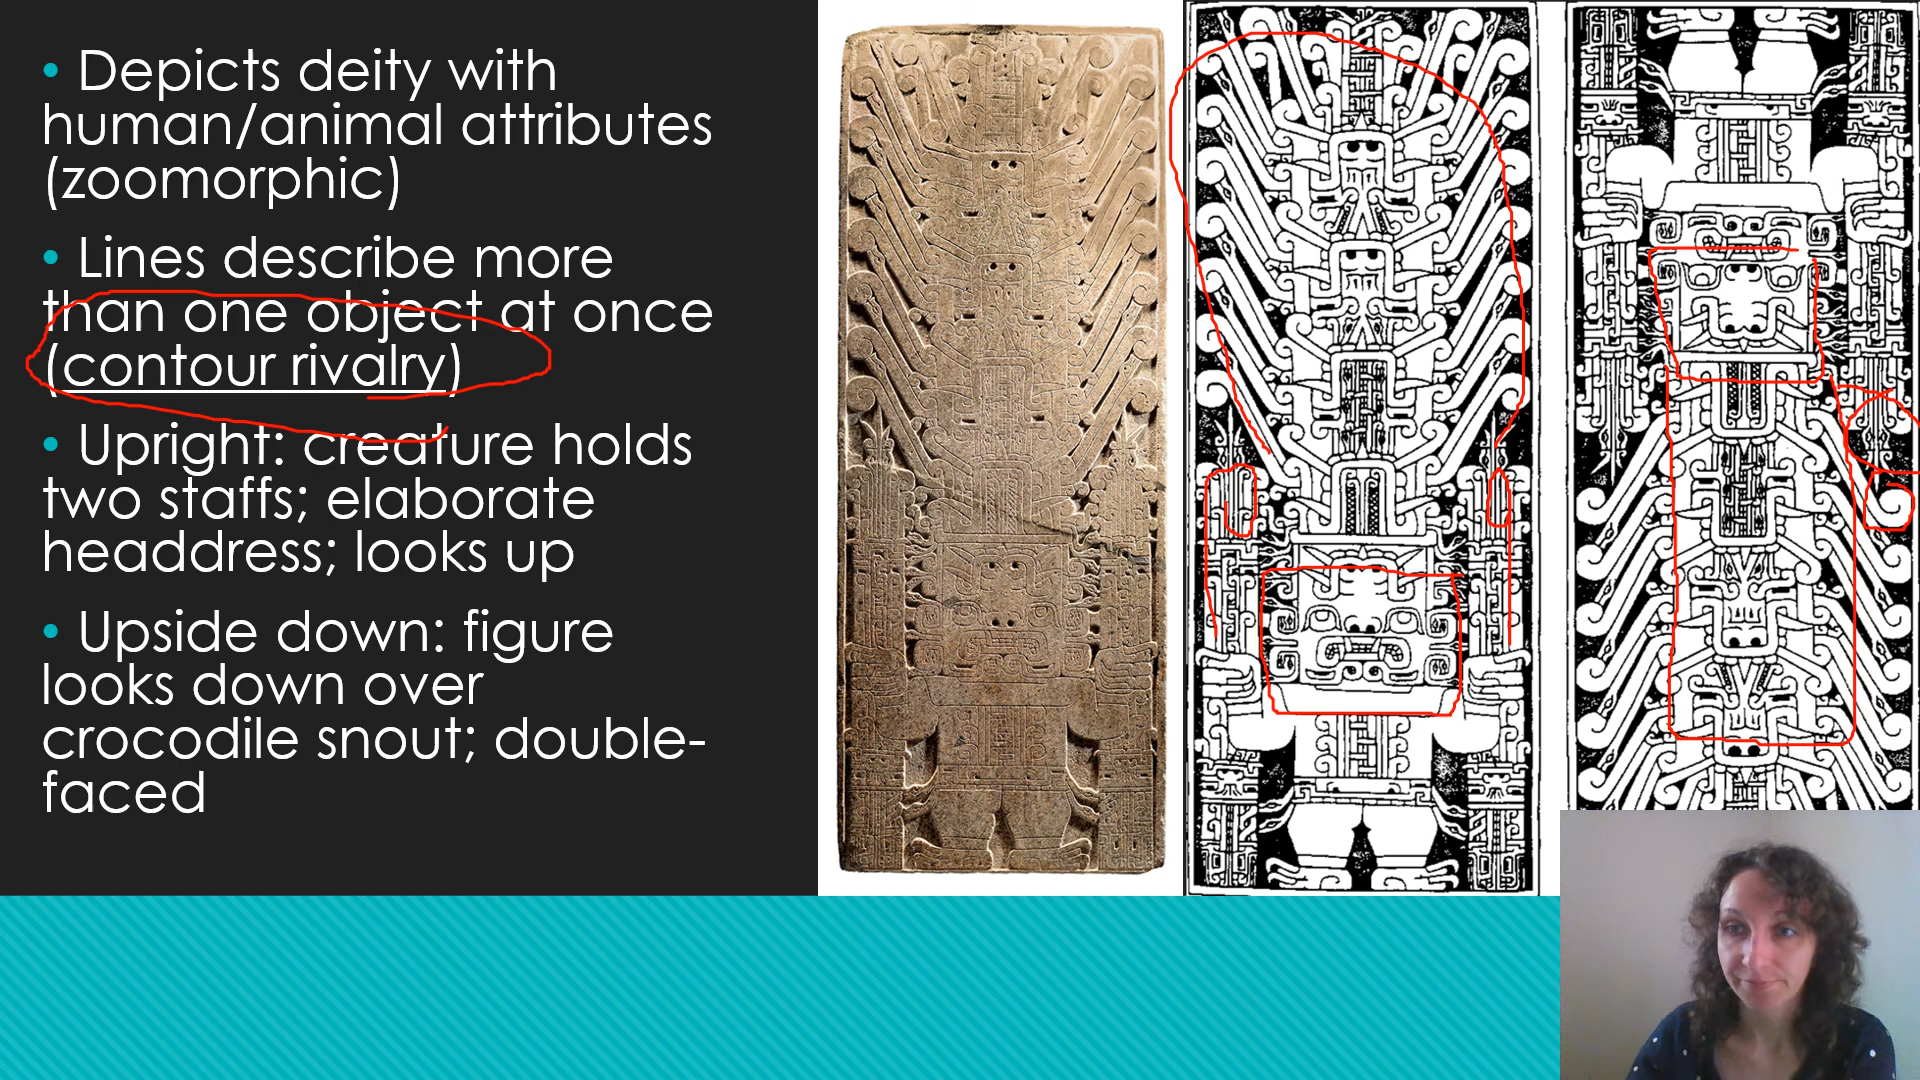 • Depicts deity with
human/animal attributes
(zoomorphic)
• Lines describe more
than one object at once
(contour rivalry)
• Upright: creature holds
two staffs; elaborate
headdress; looks up
• Upside down: figure
looks down over
crocodile snout; double-
faced